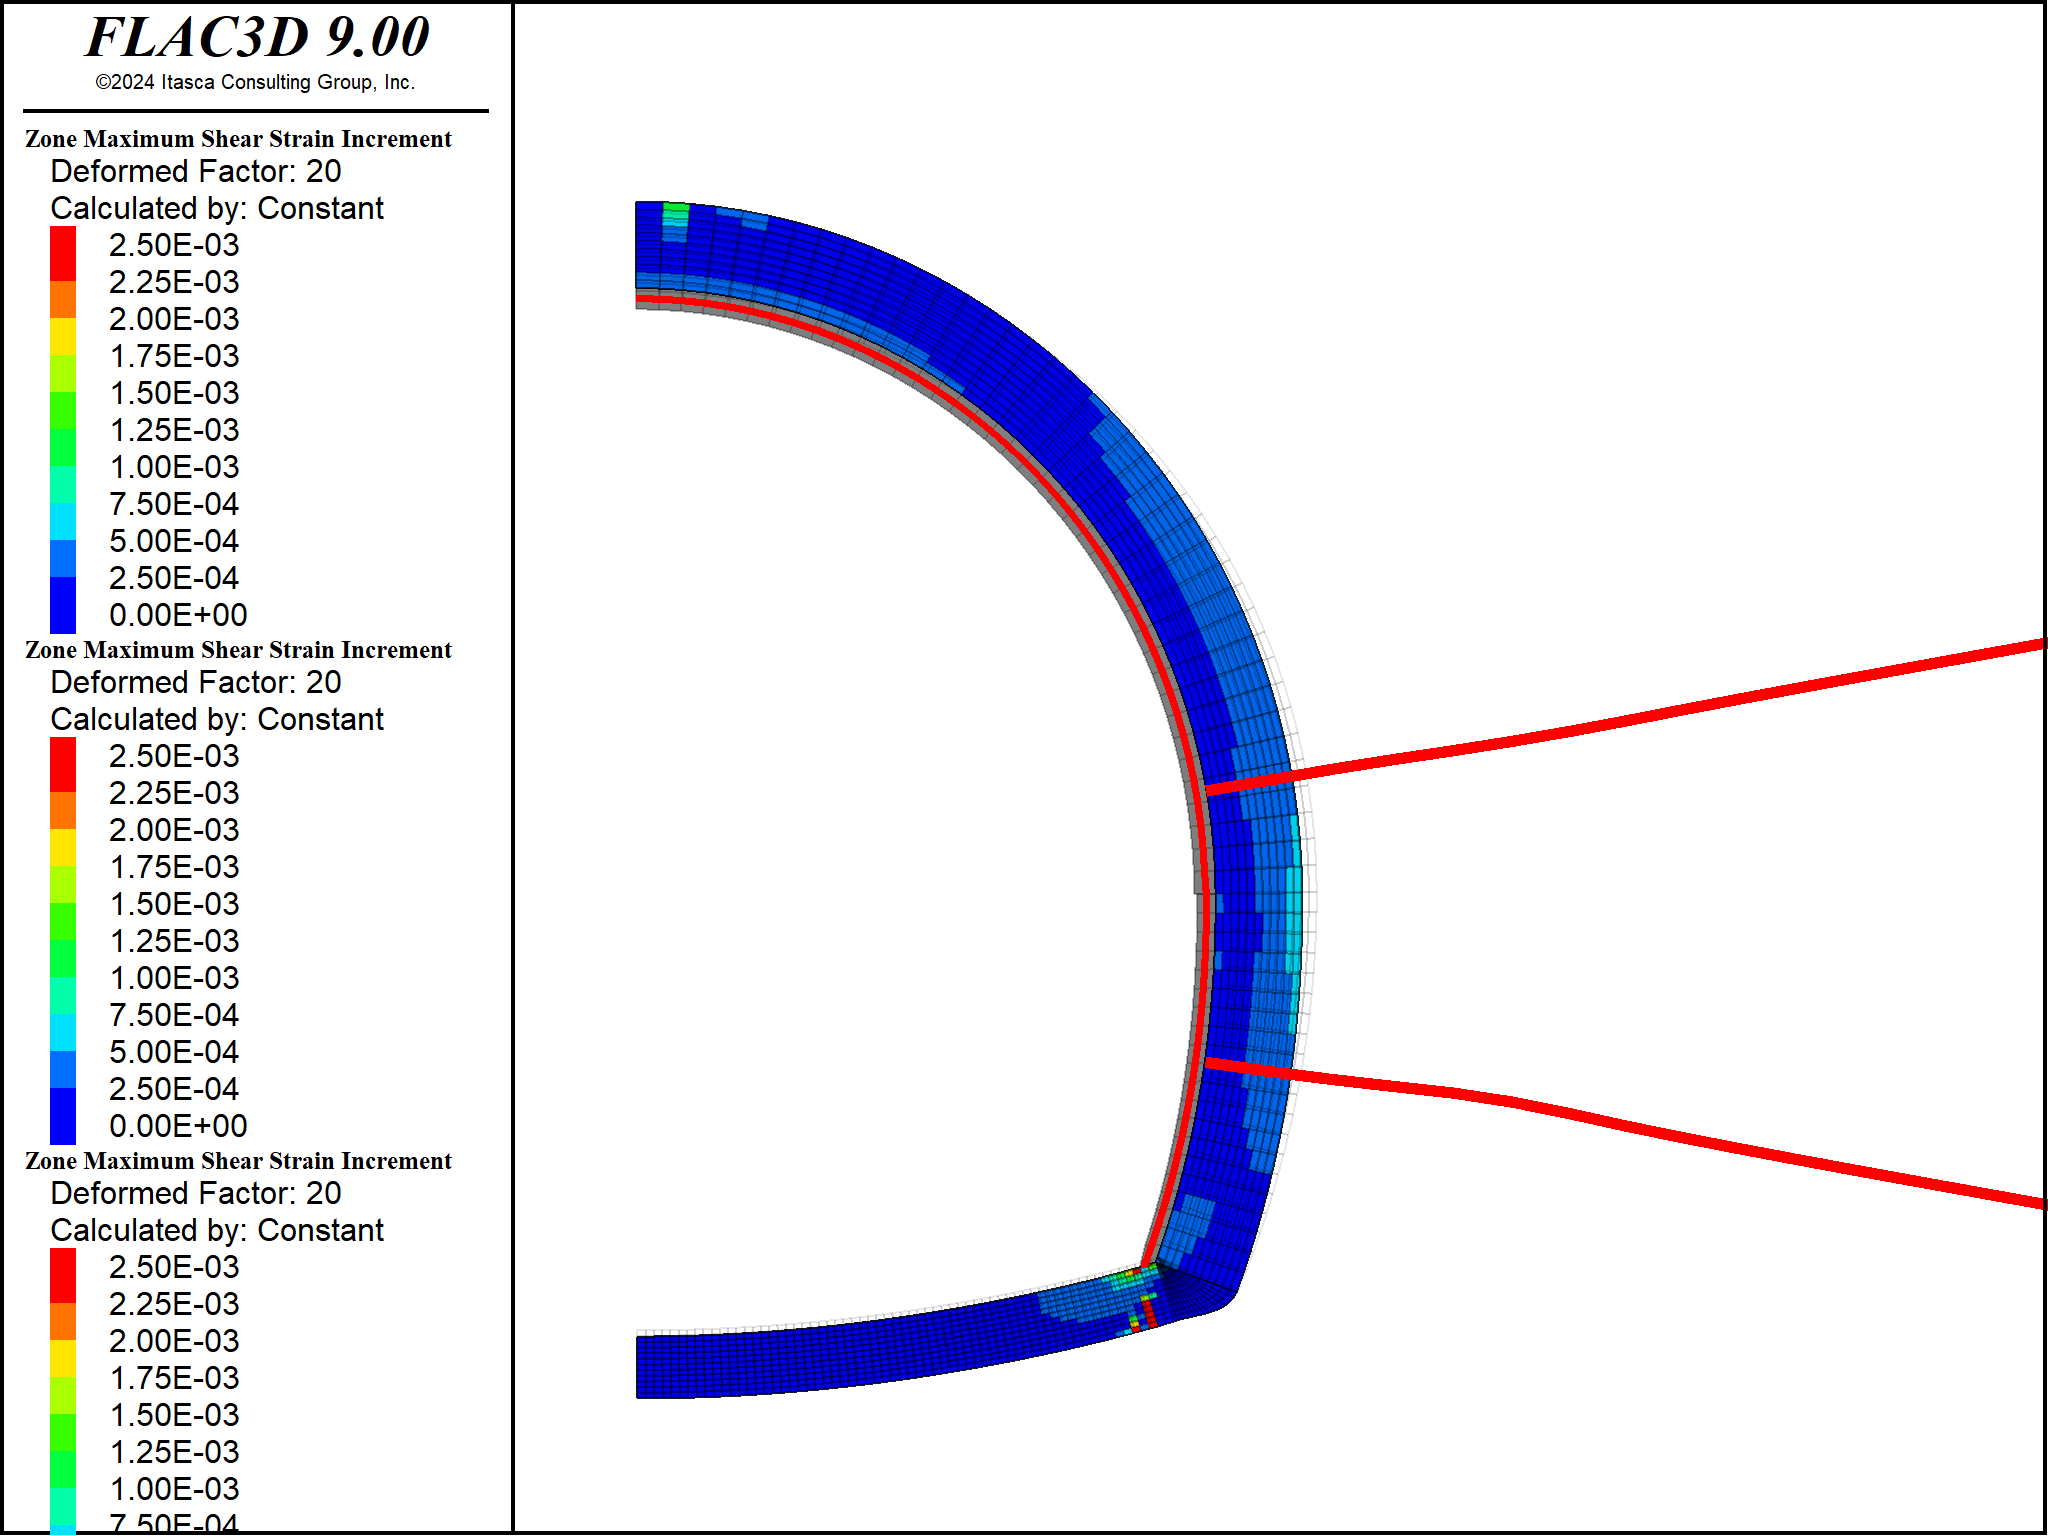 FLAC3D 9.00
©2024 Itasca Consulting Group, Inc.
Zone Maximum Shear Strain Increment
Deformed Factor: 20
Calculated by: Constant
2.50E-03
2.25E-03
2.00E-03
1.75E-03
1.50E-03
1.25E-03
1.00E-03
7.50E-04
5.00E-04
2.50E-04
0.00E+00
Zone Maximum Shear Strain Increment
Deformed Factor: 20
Calculated by: Constant
2.50E-03
2.25E-03
2.00E-03
1.75E-03
1.50E-03
1.25E-03
1.00E-03
7.50E-04
5.00E-04
2.50E-04
0.00E+00
Zone Maximum Shear Strain Increment
Deformed Factor: 20
Calculated by: Constant
2.50E-03
2.25E-03
2.00E-03
1.75E-03
1.50E-03
1.25E-03
1.00E-03
7.50E-04